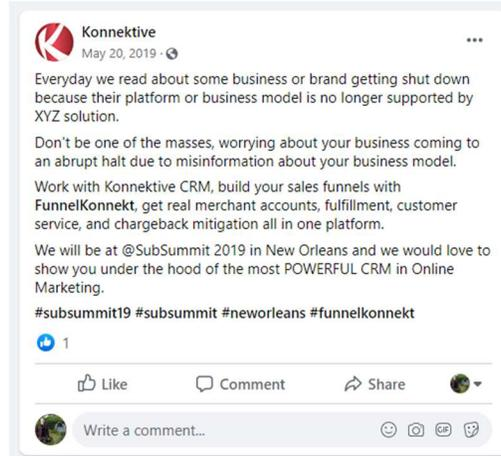 Konnektive
May 20, 2019 ·
Everyday we read about some business or brand getting shut down
because their platform or business model is no longer supported by
XYZ solution.
Don't be one of the masses, worrying about your business coming to
an abrupt halt due to misinformation about your business model.
Work with Konnektive CRM, build your sales funnels with
FunnelKonnekt, get real merchant accounts, fulfillment, customer
service, and chargeback mitigation all in one platform.
We will be at @SubSummit 2019 in New Orleans and we would love to
show you under the hood of the most POWERFUL CRM in Online
Marketing.
#subsummit19 #subsummit #neworleans #funnelkonnekt
1
Like Comment Share
Write a comment... GIF